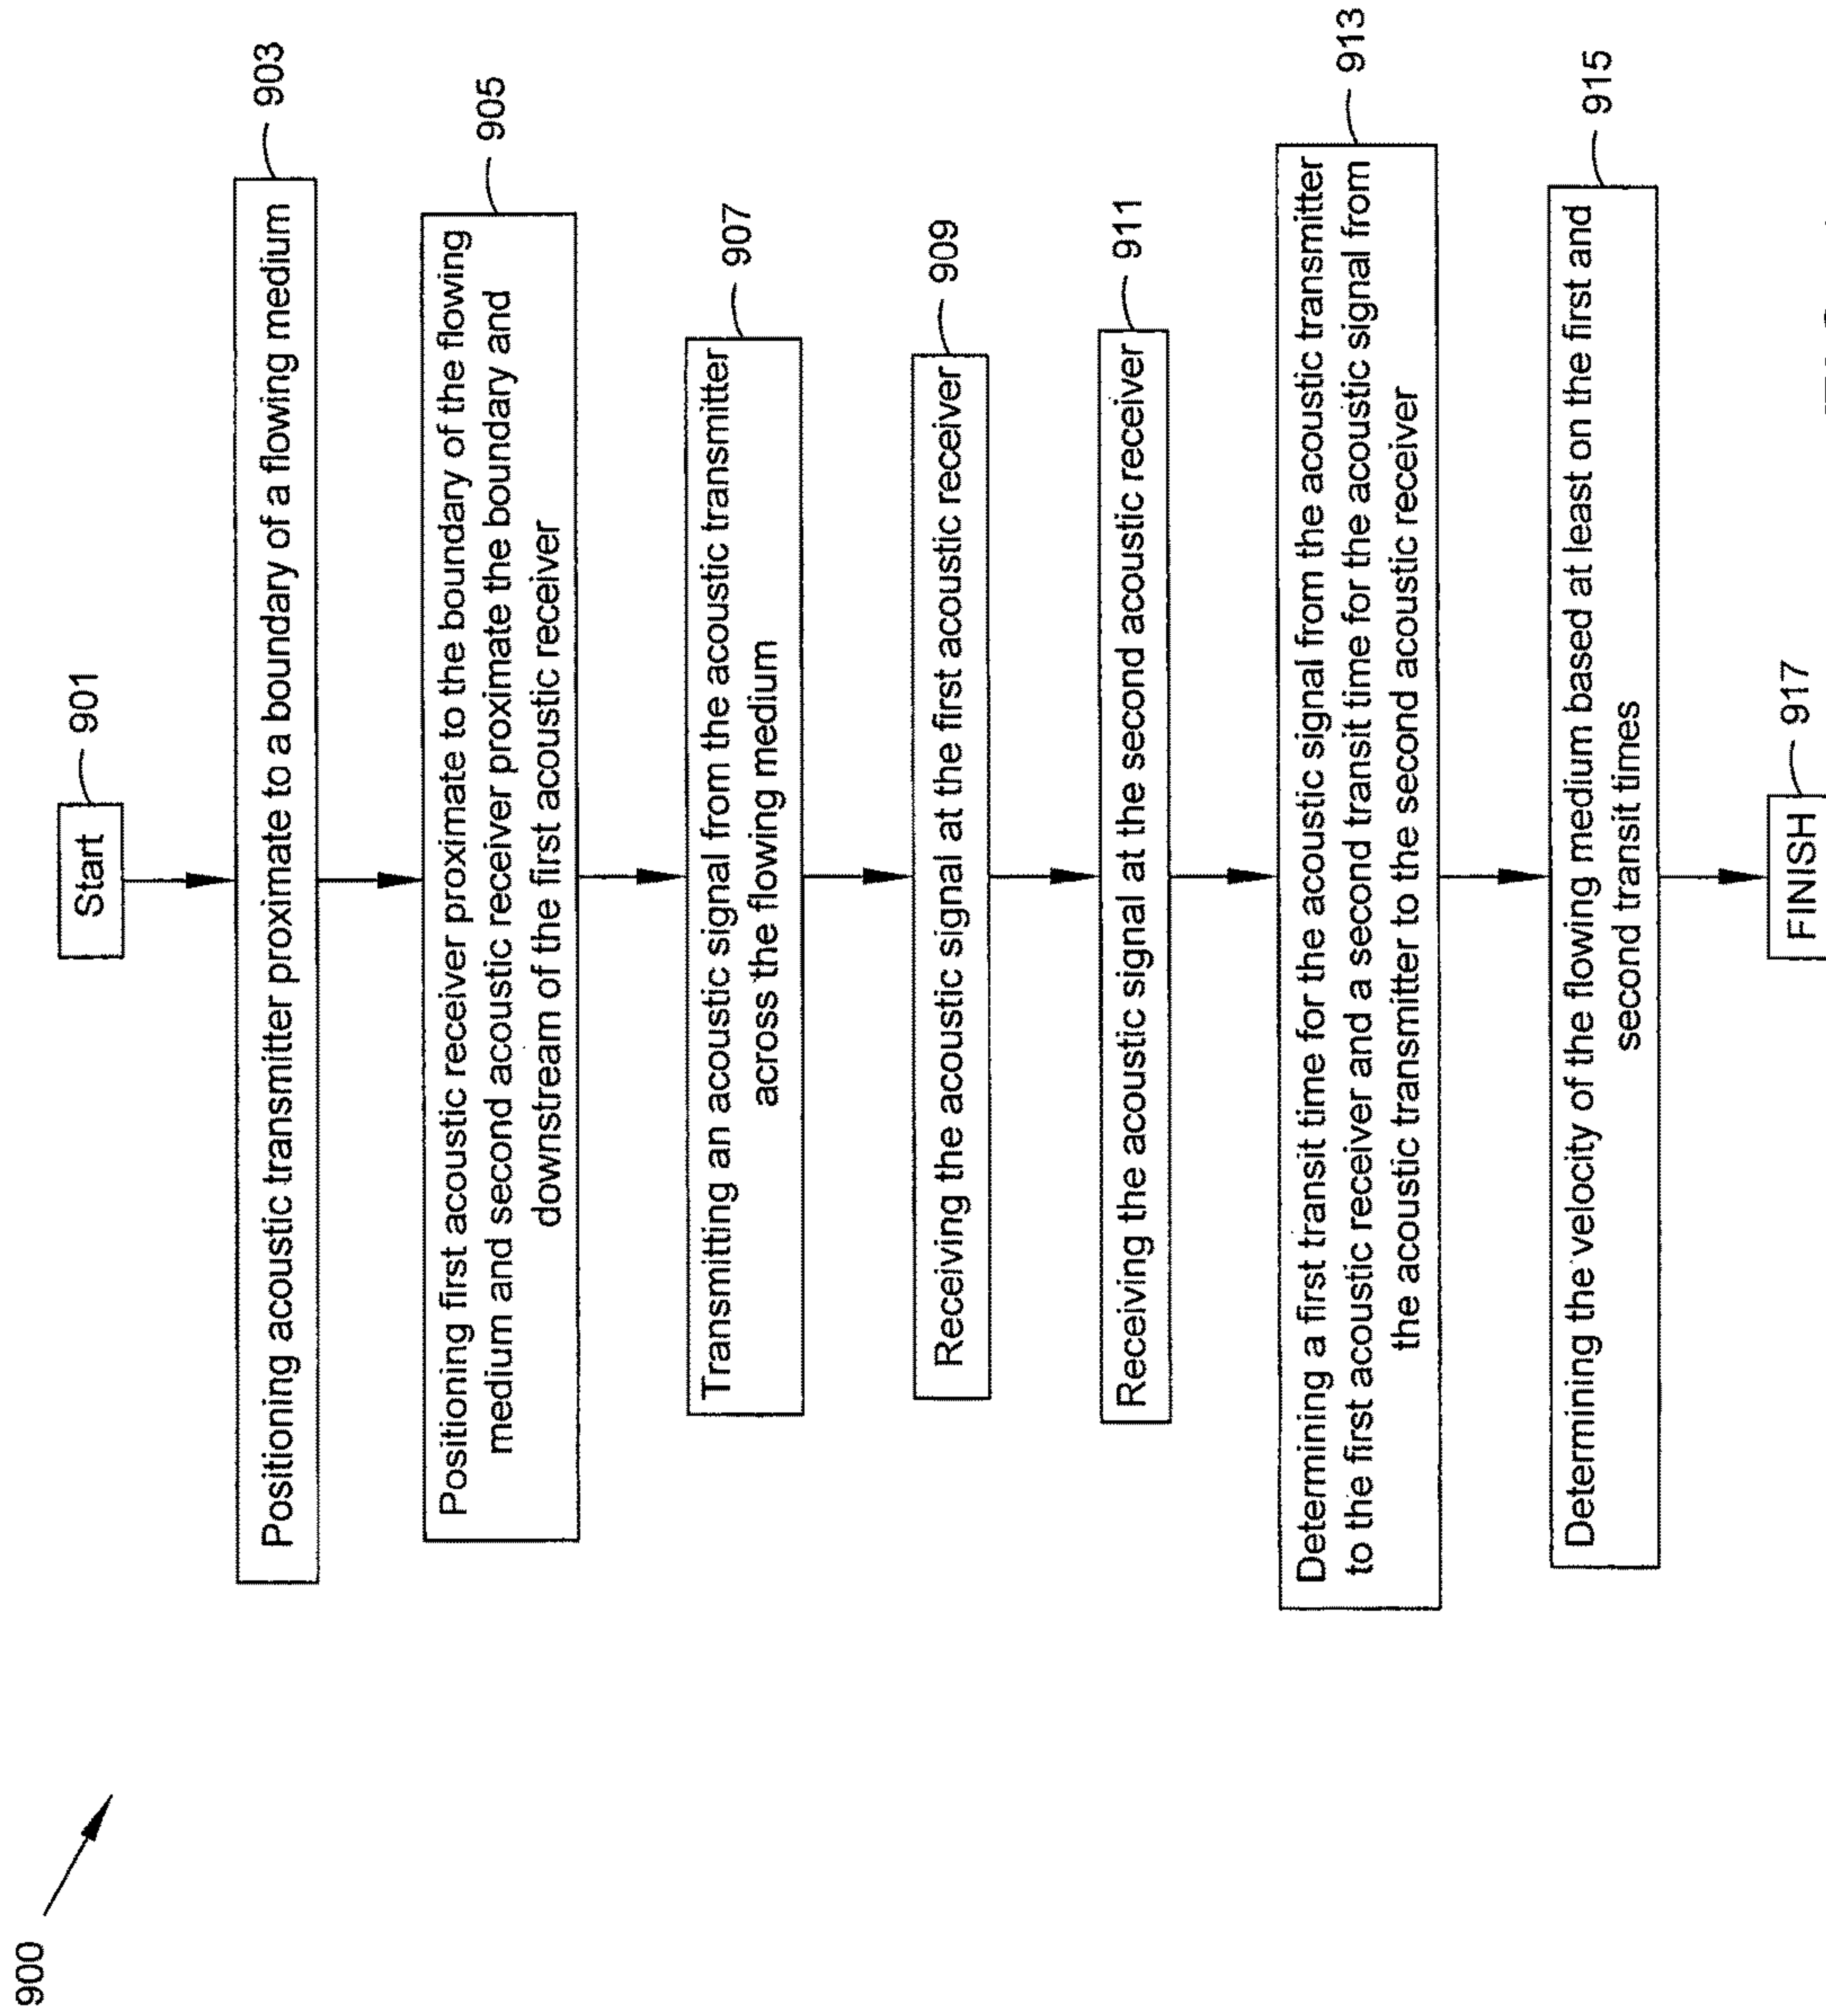 900
Start
901
Positioning acoustic transmitter proximate to a boundary of a flowing medium
903
Positioning first acoustic receiver proximate to the boundary of the flowing
medium and second acoustic receiver proximate the boundary and
downstream of the first acoustic receiver
905
Transmitting an acoustic signal from the acoustic transmitter
across the flowing medium
907
Receiving the acoustic signal at the first acoustic receiver
909
Receiving the acoustic signal at the second acoustic receiver
911
Determining a first transit time for the acoustic signal from the acoustic transmitter
to the first acoustic receiver and a second transit time for the acoustic signal from
the acoustic transmitter to the second acoustic receiver
913
Determining the velocity of the flowing medium based at least on the first and
second transit times
915
FINISH
917